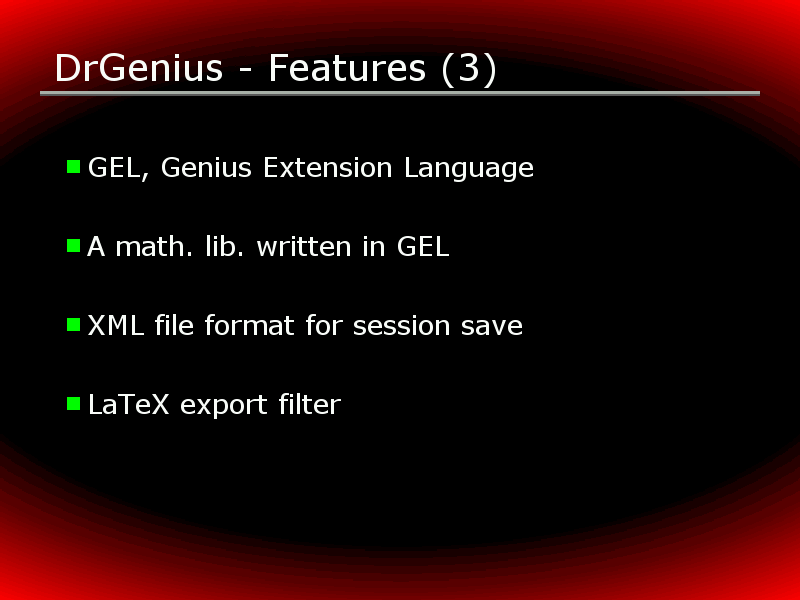 DrGenius - Features (3)
GEL, Genius Extension Language
A math. lib. written in GEL
XML file format for session save
LaTeX export filter